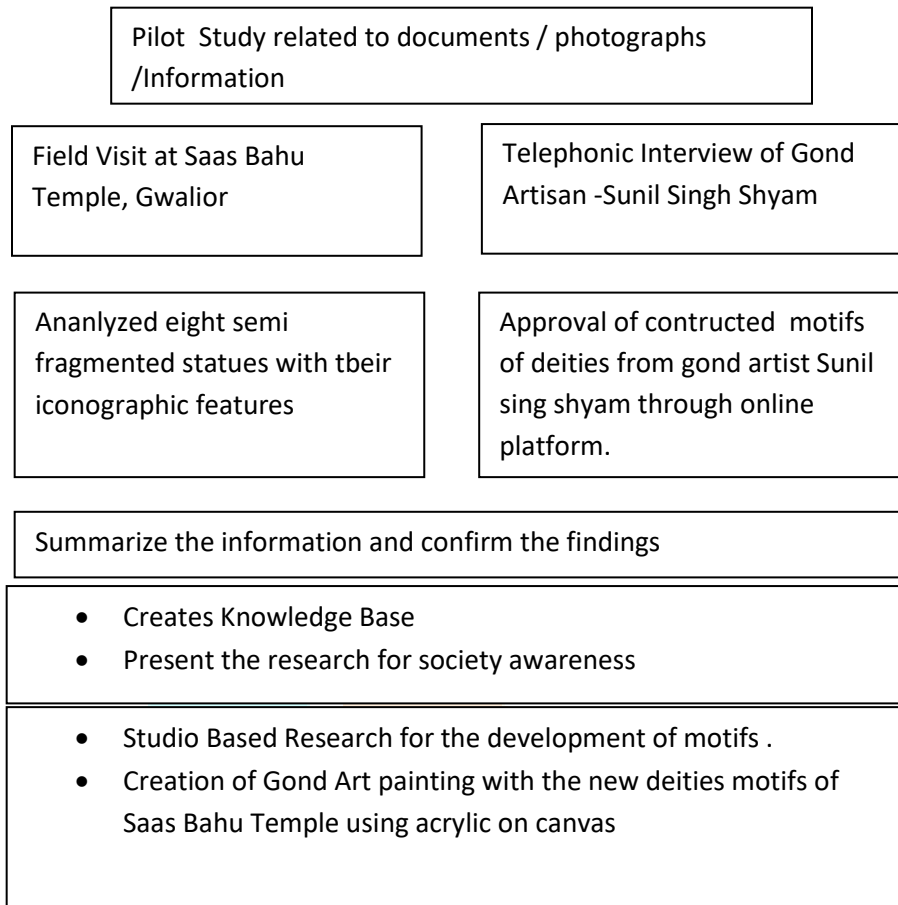 Pilot Study related to documents / photographs
/Information
Field Visit at Saas Bahu
Temple, Gwalior
Telephonic Interview of Gond
Artisan -Sunil Singh Shyam
Ananlyzed eight semi
fragmented statues with tbeir
iconographic features
Approval of contructed motifs
of deities from gond artist Sunil
sing shyam through online
platform.
Summarize the information and confirm the findings
• Creates Knowledge Base
• Present the research for society awareness
• Studio Based Research for the development of motifs .
• Creation of Gond Art painting with the new deities motifs of
Saas Bahu Temple using acrylic on canvas